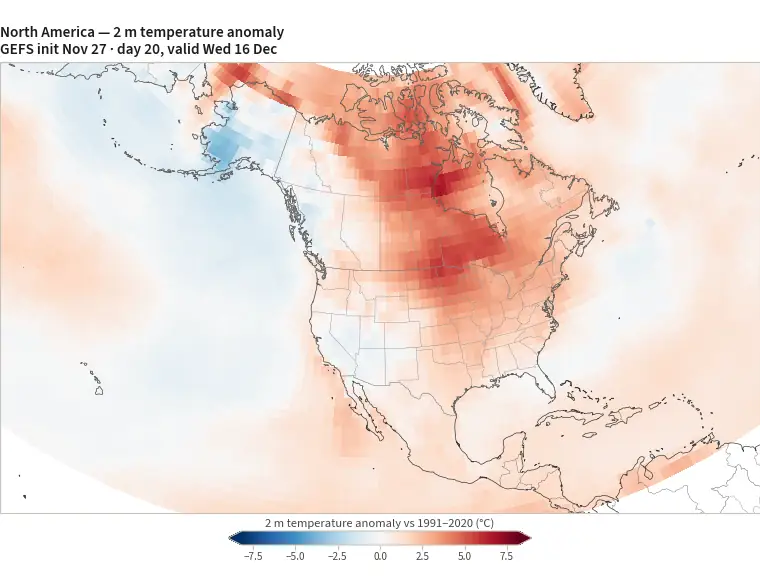 North America — 2 m temperature anomaly
GEFS init Nov 27 · day 20, valid Wed 16 Dec
2 m temperature anomaly vs 1991–2020 (°C)
−7.5 −5.0 −2.5 0.0 2.5 5.0 7.5